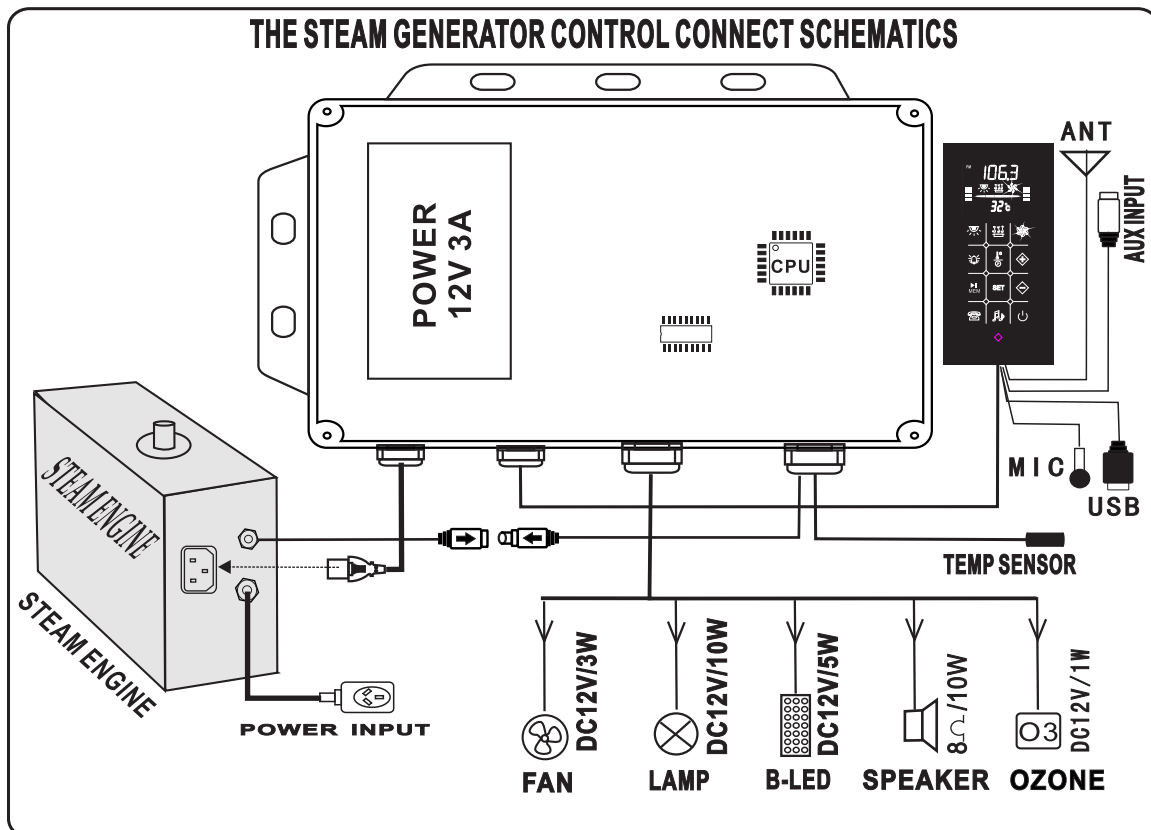 THE STEAM GENERATOR CONTROL CONNECT SCHEMATICS
POWER
12V 3A
CPU
FM
106.3
32℃
MEM
SET
ANT
AUX INPUT
MIC
USB
TEMP SENSOR
STEAM ENGINE
STEAM ENGINE
POWER INPUT
DC12V/3W
FAN
DC12V/10W
LAMP
DC12V/5W
B-LED
8Ω/10W
SPEAKER
O3
DC12V/1W
OZONE